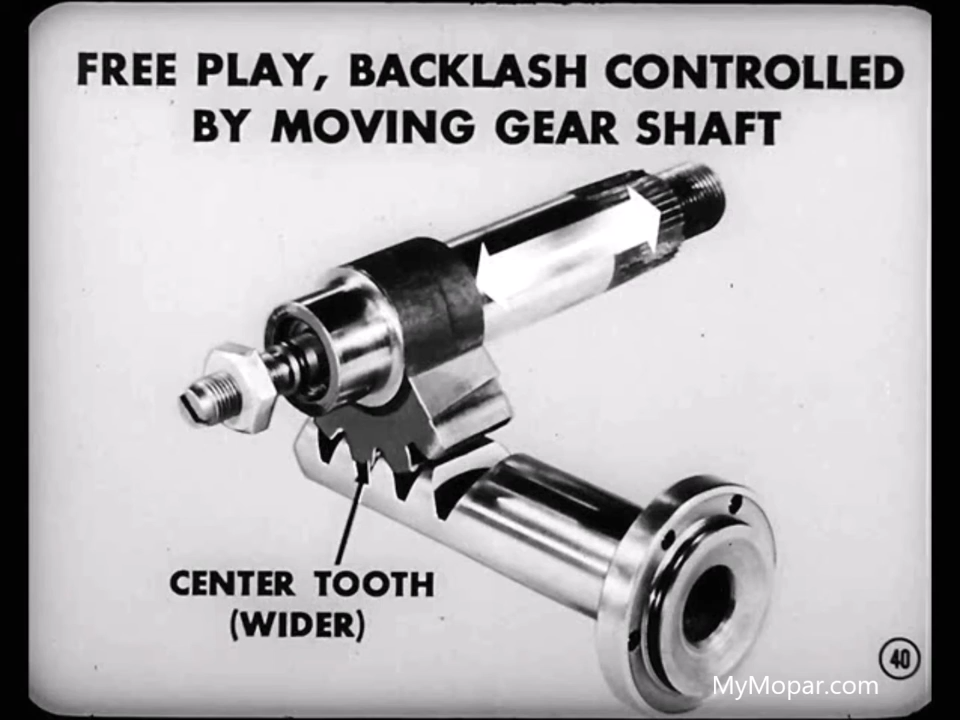 FREE PLAY, BACKLASH CONTROLLED
BY MOVING GEAR SHAFT
CENTER TOOTH
(WIDER)
40
MyMopar.com